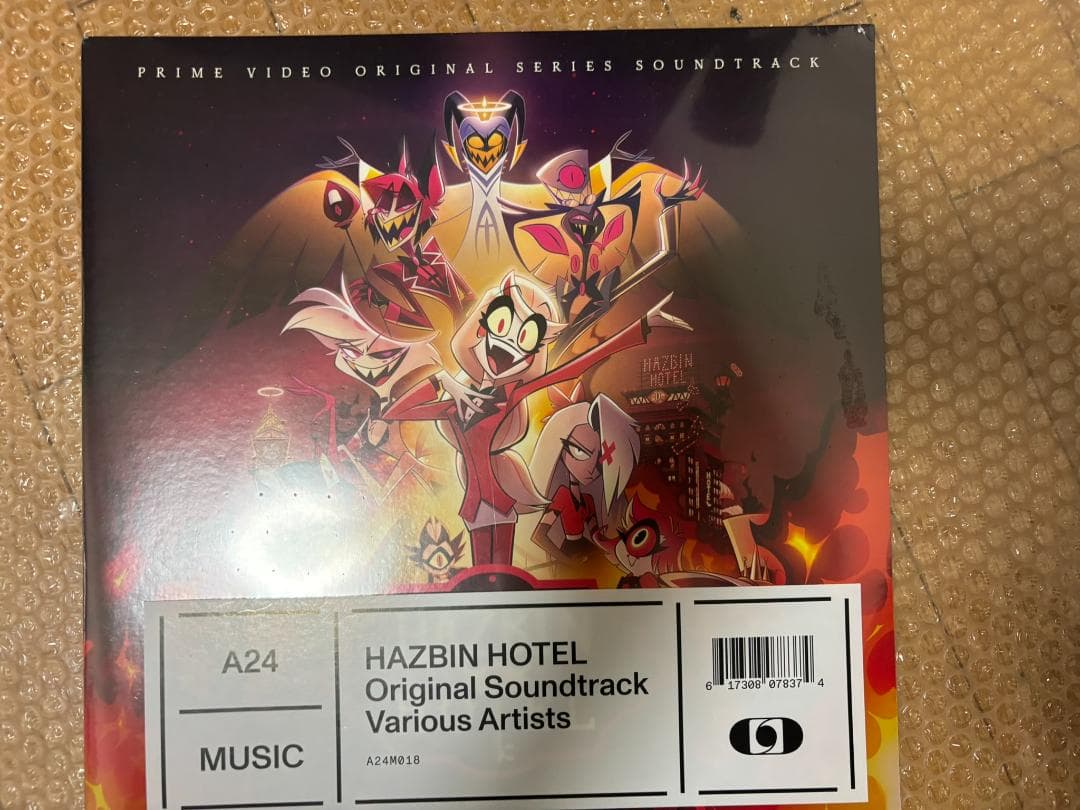 PRIME VIDEO ORIGINAL SERIES SOUNDTRACK
HAZBIN
HOTEL
HOTEL
A24
MUSIC
HAZBIN HOTEL
Original Soundtrack
Various Artists
A24M018
6 17308 07837 4